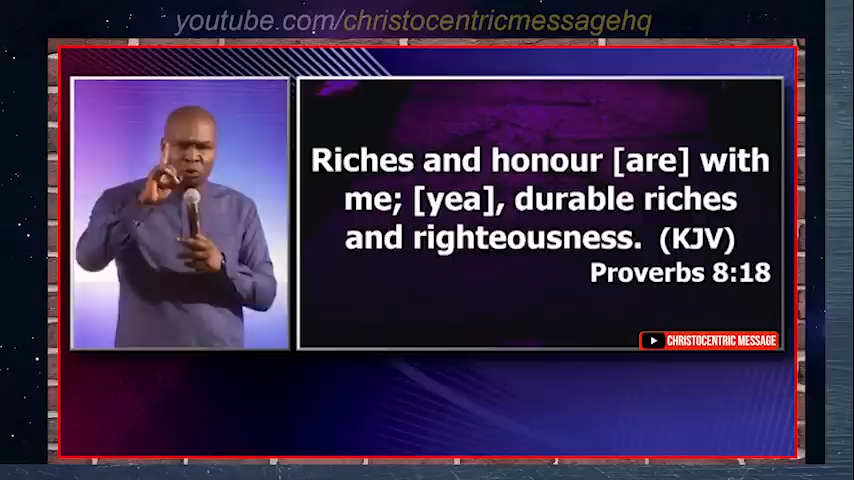 youtube.com/christocentricmessagehq
Riches and honour [are] with
me; [yea], durable riches
and righteousness. (KJV)
Proverbs 8:18
CHRISTOCENTRIC MESSAGE